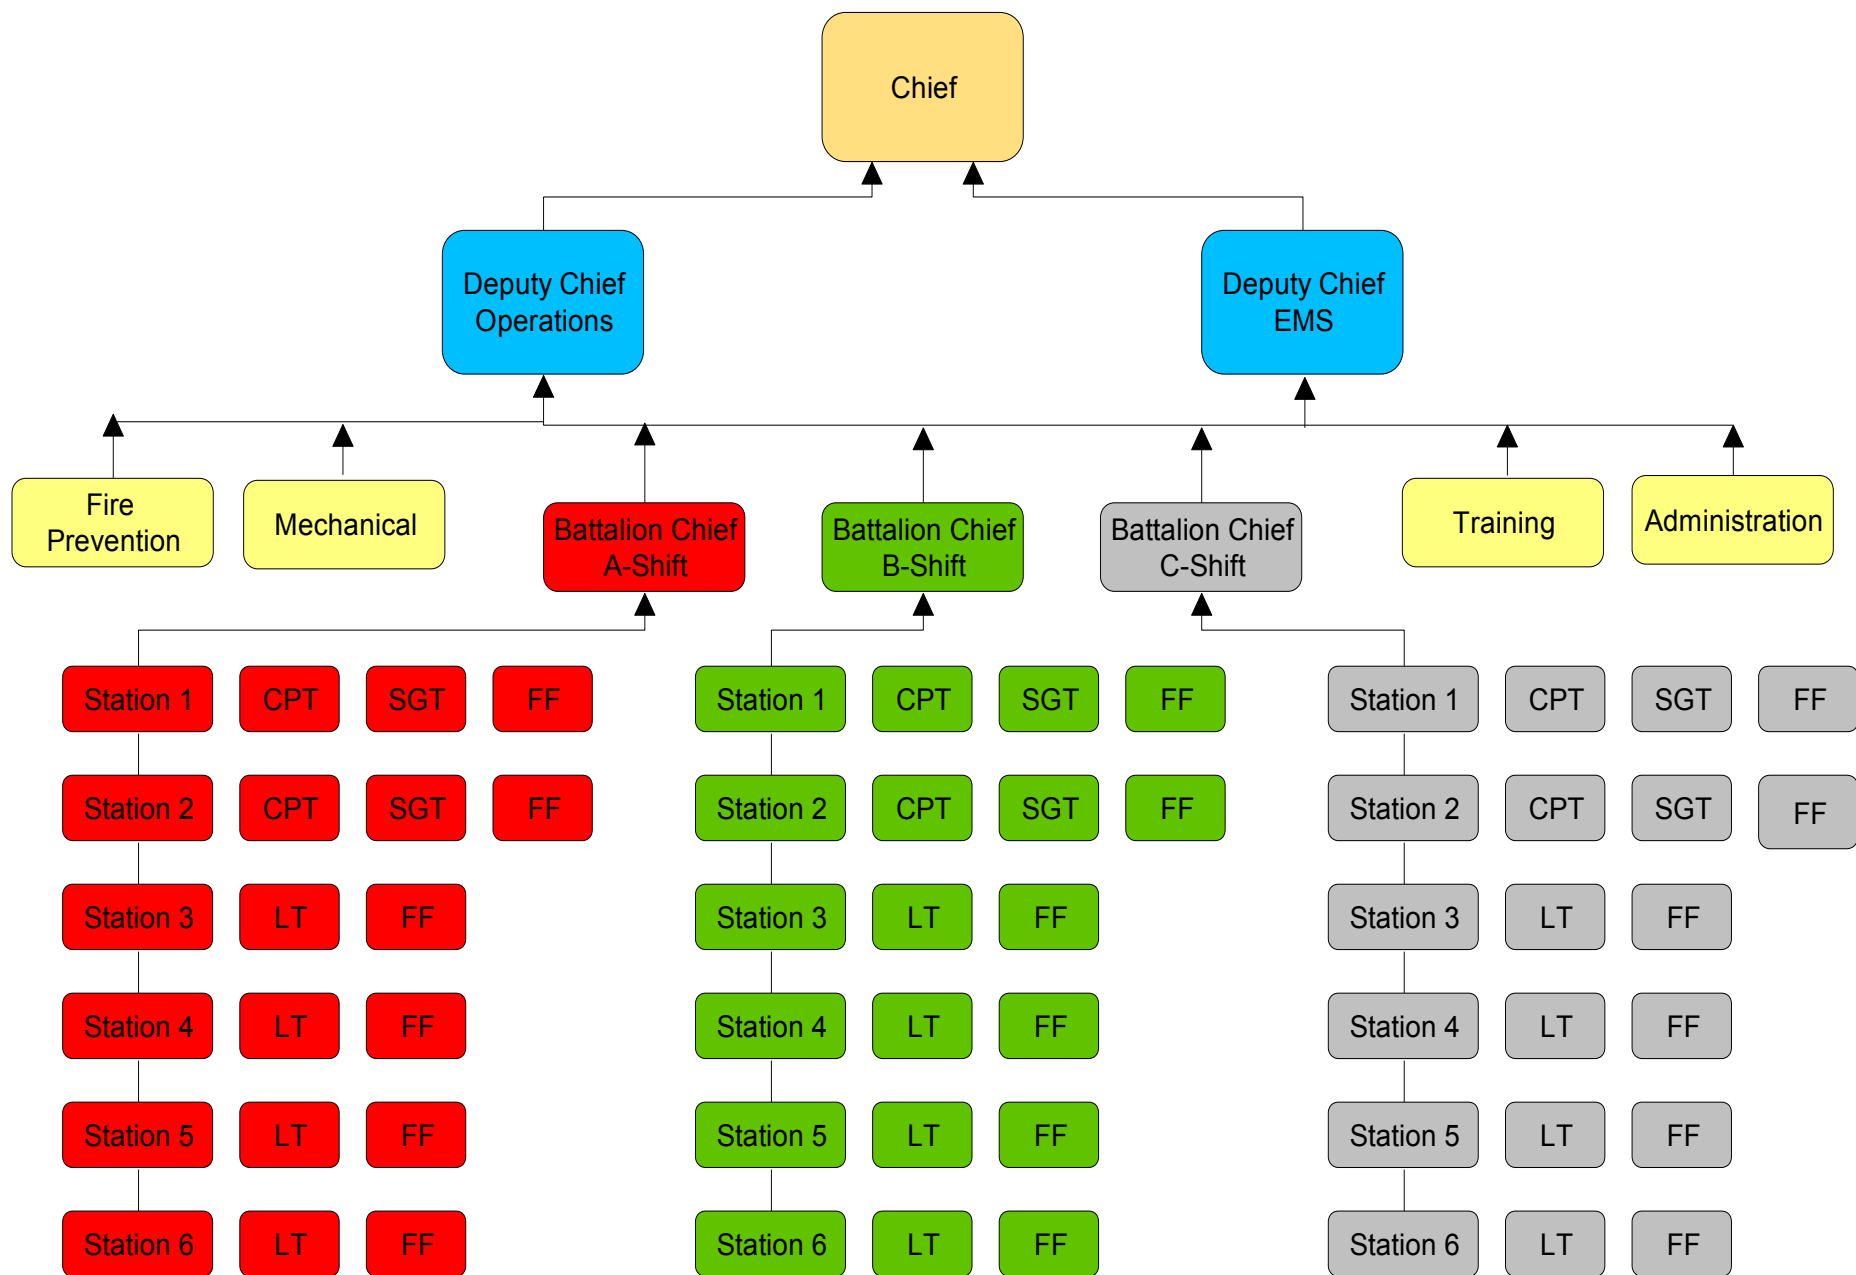 Chief
Deputy Chief
Operations
Deputy Chief
EMS
Fire
Prevention
Mechanical
Battalion Chief
A-Shift
Battalion Chief
B-Shift
Battalion Chief
C-Shift
Training
Administration
Station 1 CPT SGT FF
Station 2 CPT SGT FF
Station 3 LT FF
Station 4 LT FF
Station 5 LT FF
Station 6 LT FF
Station 1 CPT SGT FF
Station 2 CPT SGT FF
Station 3 LT FF
Station 4 LT FF
Station 5 LT FF
Station 6 LT FF
Station 1 CPT SGT FF
Station 2 CPT SGT FF
Station 3 LT FF
Station 4 LT FF
Station 5 LT FF
Station 6 LT FF